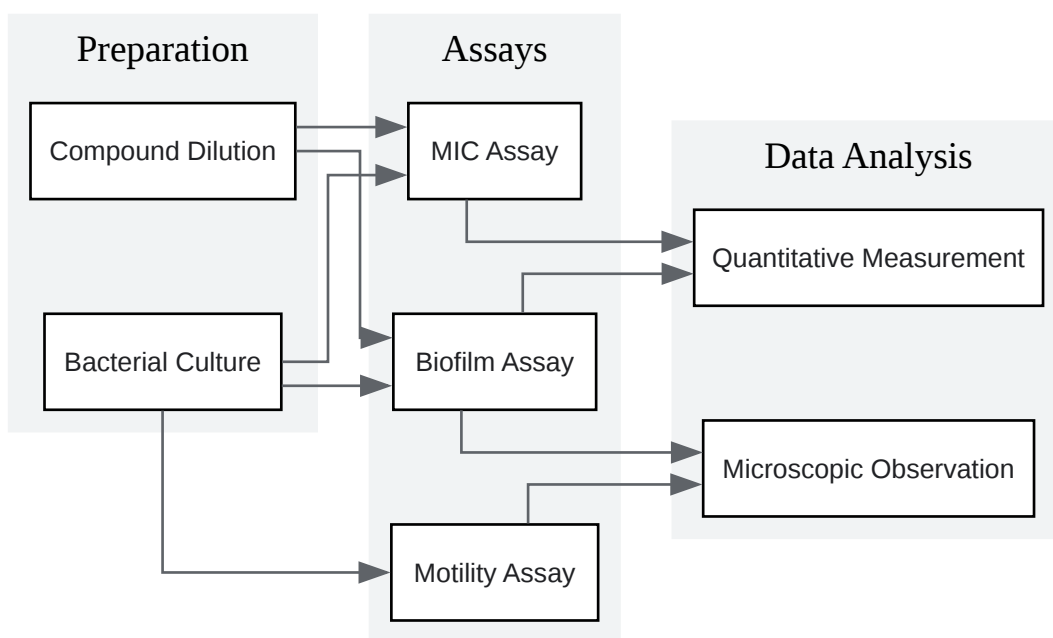 Preparation
Compound Dilution
Bacterial Culture
Assays
MIC Assay
Biofilm Assay
Motility Assay
Data Analysis
Quantitative Measurement
Microscopic Observation